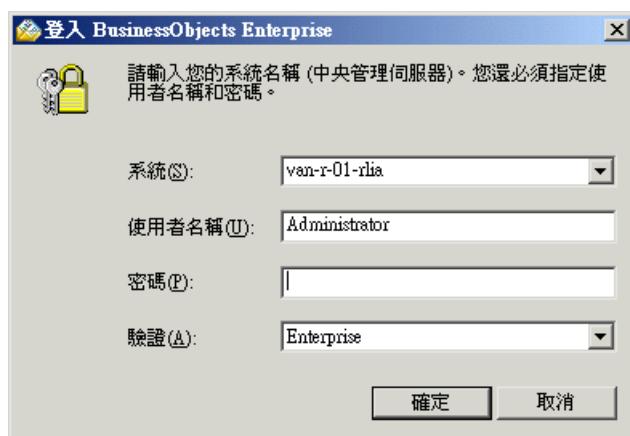 登入 BusinessObjects Enterprise
請輸入您的系統名稱 (中央管理伺服器)。您還必須指定使
用者名稱和密碼。
系統(S): van-r-01-rlia
使用者名稱(U): Administrator
密碼(P):
驗證(A): Enterprise
確定 取消